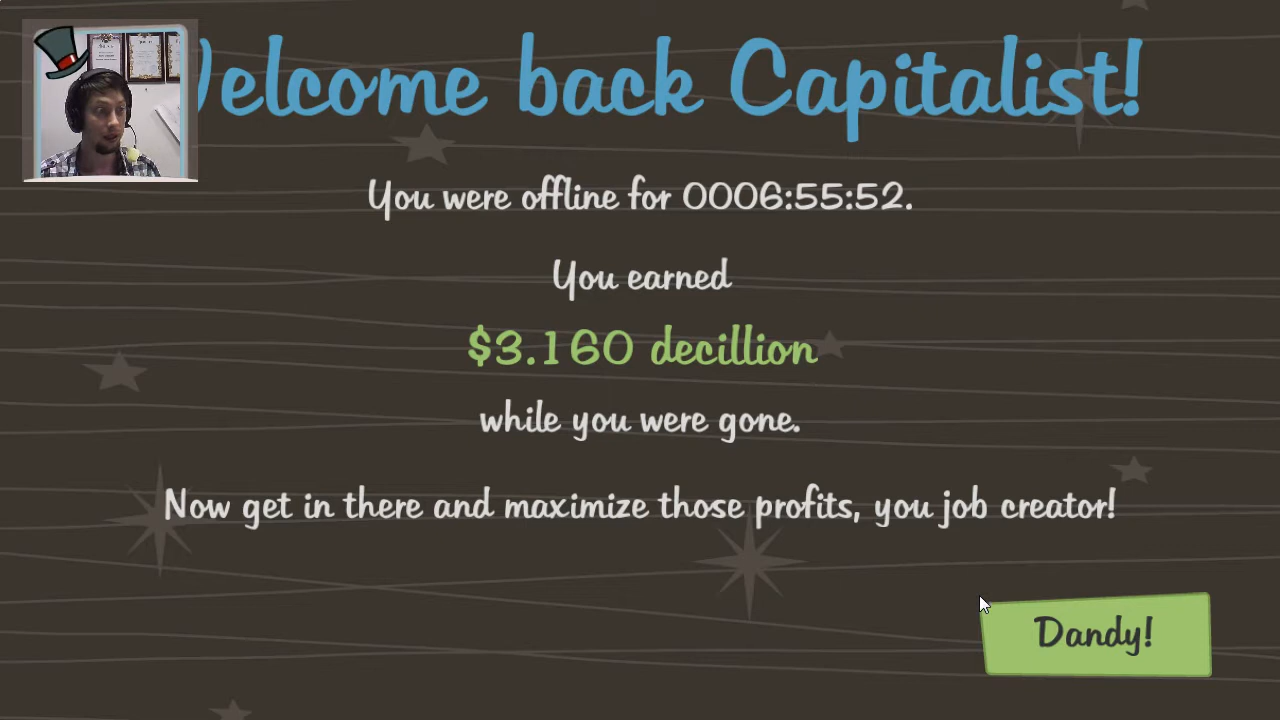 Welcome back Capitalist!
You were offline for 0006:55:52.
You earned
$3.160 decillion
while you were gone.
Now get in there and maximize those profits, you job creator!
Dandy!